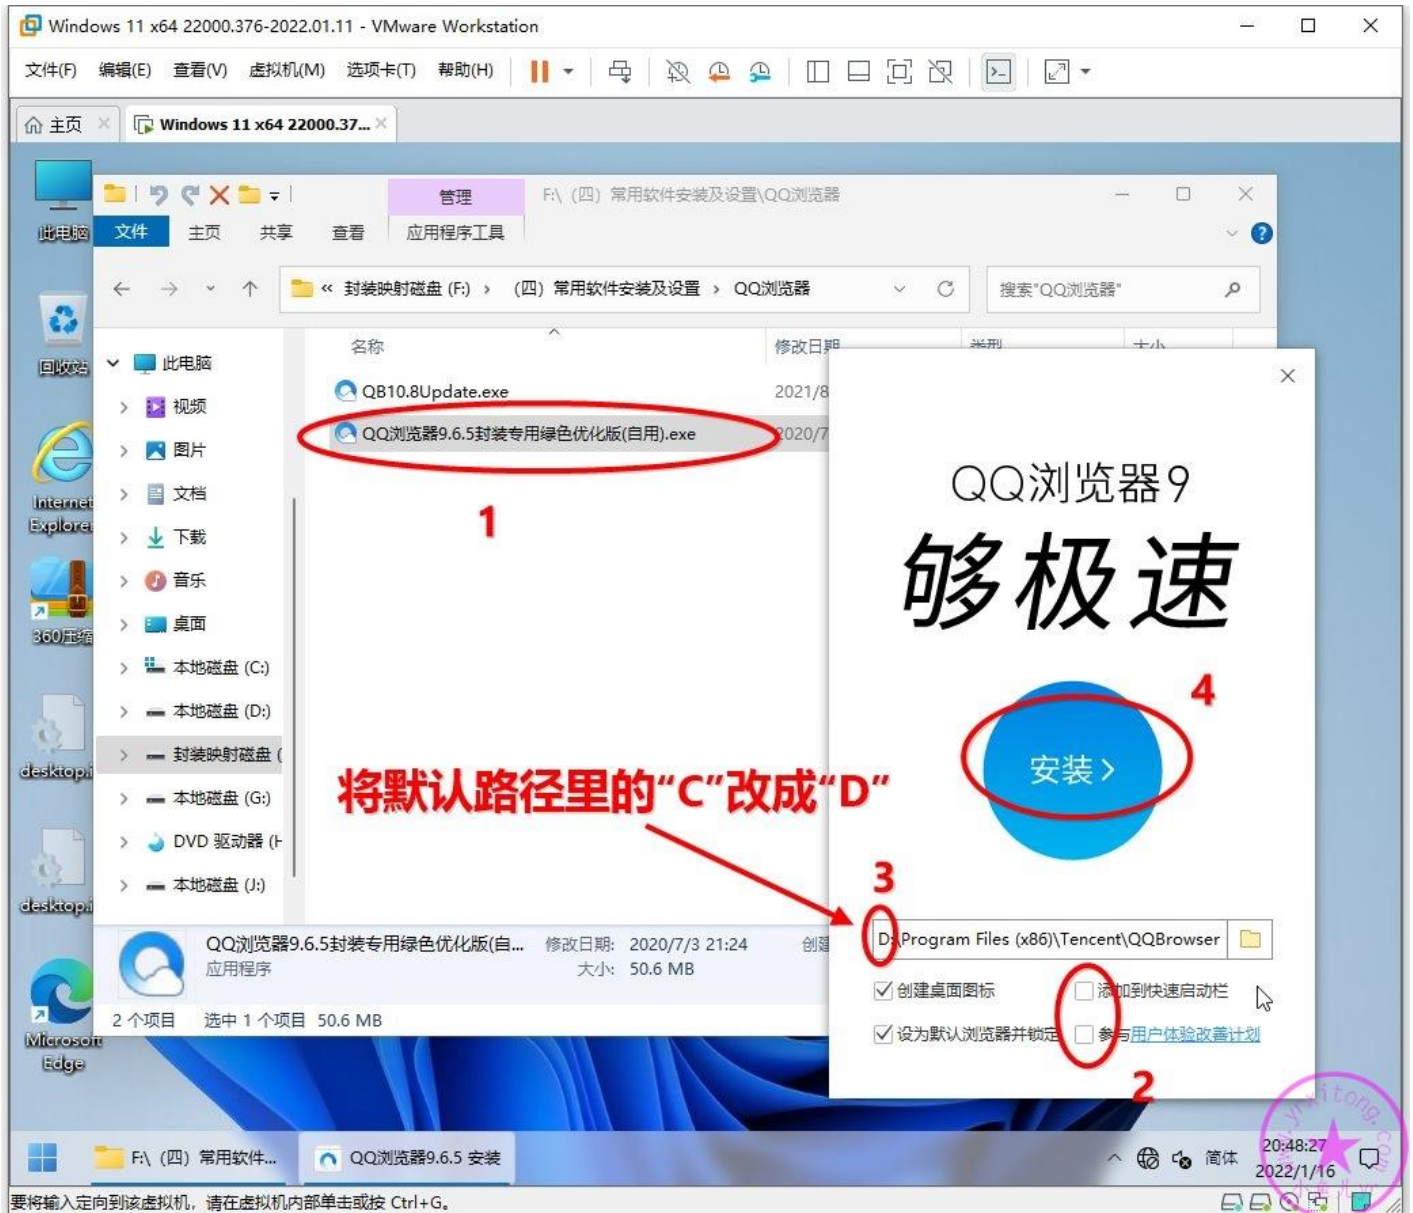 Windows 11 x64 22000.376-2022.01.11 - VMware Workstation
文件(F) 编辑(E) 查看(V) 虚拟机(M) 选项卡(T) 帮助(H)
主页 Windows 11 x64 22000.37...
管理 F:\ (四) 常用软件安装及设置\QQ浏览器
文件 主页 共享 查看 应用程序工具
« 封装映射磁盘 (F:) › (四) 常用软件安装及设置 › QQ浏览器 搜索"QQ浏览器"
名称 修改日期 类型 大小
此电脑
回收站
Internet Explorer
360压缩
desktop.i
desktop.i
Microsoft Edge
此电脑
视频
图片
文档
下载
音乐
桌面
本地磁盘 (C:)
本地磁盘 (D:)
封装映射磁盘 (
本地磁盘 (G:)
DVD 驱动器 (H
本地磁盘 (J:)
QB10.8Update.exe 2021/8
QQ浏览器9.6.5封装专用绿色优化版(自用).exe 2020/7
1
将默认路径里的“C”改成“D”
QQ浏览器9.6.5封装专用绿色优化版(自... 修改日期: 2020/7/3 21:24 创建
应用程序 大小: 50.6 MB
2 个项目 选中 1 个项目 50.6 MB
QQ浏览器9
够极速
4
安装
3
D:\Program Files (x86)\Tencent\QQBrowser
创建桌面图标 添加到快速启动栏
设为默认浏览器并锁定 参与用户体验改善计划
2
F:\ (四) 常用软件... QQ浏览器9.6.5 安装 简体 20:48:27
2022/1/16
www.yrxitong.com
要将输入定向到该虚拟机，请在虚拟机内部单击或按 Ctrl+G。